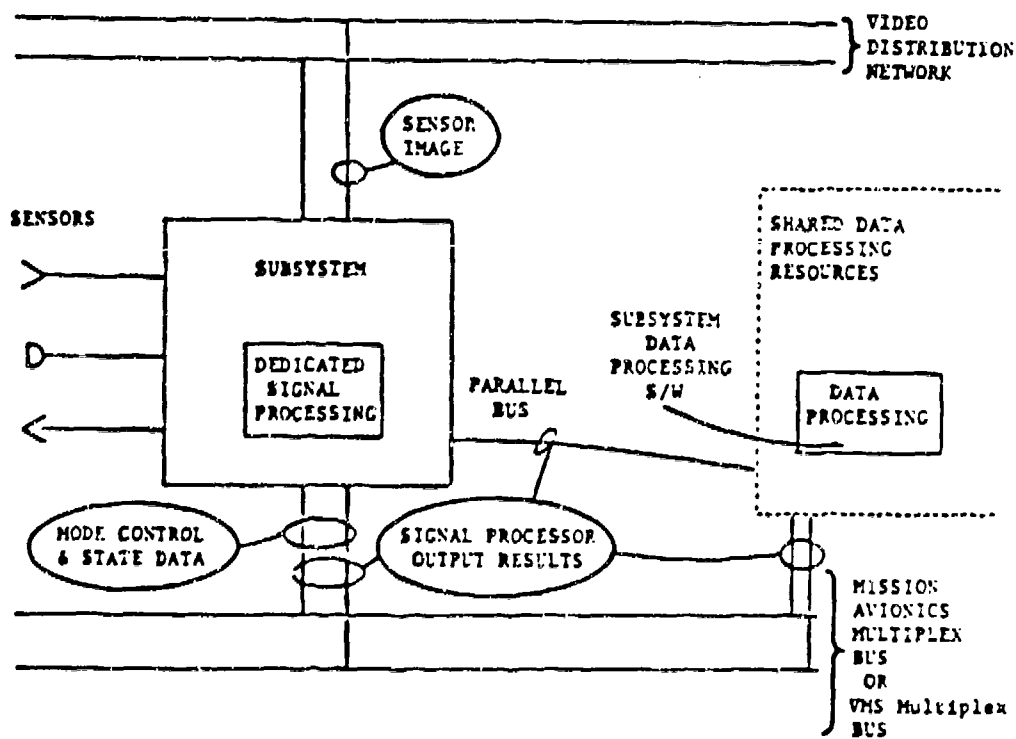 VIDEO
DISTRIBUTION
NETWORK
SENSOR
IMAGE
SENSORS
SUBSYSTEM
SHARED DATA
PROCESSING
RESOURCES
SUBSYSTEM
DATA
PROCESSING
S/W
DEDICATED
SIGNAL
PROCESSING
PARALLEL
BUS
DATA
PROCESSING
MODE CONTROL
& STATE DATA
SIGNAL PROCESSOR
OUTPUT RESULTS
MISSION
AVIONICS
MULTIPLEX
BUS
OR
VMS Multiplex
BUS